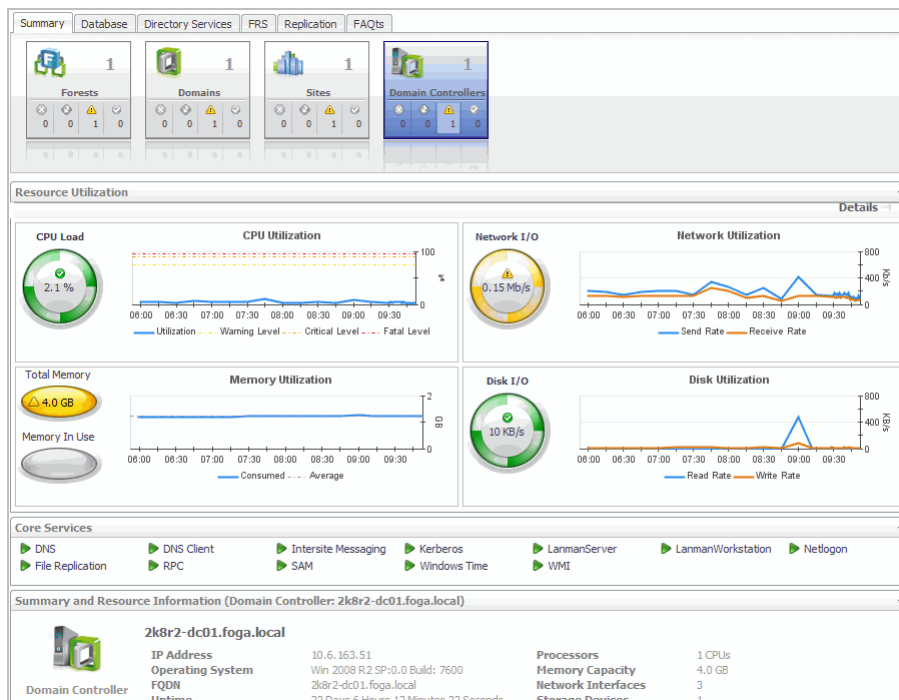 Summary Database Directory Services FRS Replication FAQts
1 1 1 1
Forests Domains Sites Domain Controllers
0 0 1 0 0 0 1 0 0 0 1 0 0 0 1 0
Resource Utilization
Details
CPU Load CPU Utilization
100
2.1 %
%
0
06:00 06:30 07:00 07:30 08:00 08:30 09:00 09:30
Utilization Warning Level Critical Level Fatal Level
Network I/O Network Utilization
800
400
0.15 Mb/s
Kb/s
0
06:00 06:30 07:00 07:30 08:00 08:30 09:00 09:30
Send Rate Receive Rate
Total Memory Memory Utilization
4.0 GB
2
GB
Memory In Use
0
06:00 06:30 07:00 07:30 08:00 08:30 09:00 09:30
Consumed Average
Disk I/O Disk Utilization
800
400
10 KB/s
KB/s
0
06:00 06:30 07:00 07:30 08:00 08:30 09:00 09:30
Read Rate Write Rate
Core Services
DNS DNS Client Intersite Messaging Kerberos LanmanServer LanmanWorkstation Netlogon
File Replication RPC SAM Windows Time WMI
Summary and Resource Information (Domain Controller: 2k8r2-dc01.foga.local)
2k8r2-dc01.foga.local
IP Address 10.6.163.51 Processors 1 CPUs
Operating System Win 2008 R2 SP:0.0 Build: 7600 Memory Capacity 4.0 GB
Domain Controller FQDN 2k8r2-dc01.foga.local Network Interfaces 3
Uptime 22 Days 6 Hours 12 Minutes 22 Seconds Storage Devices 1